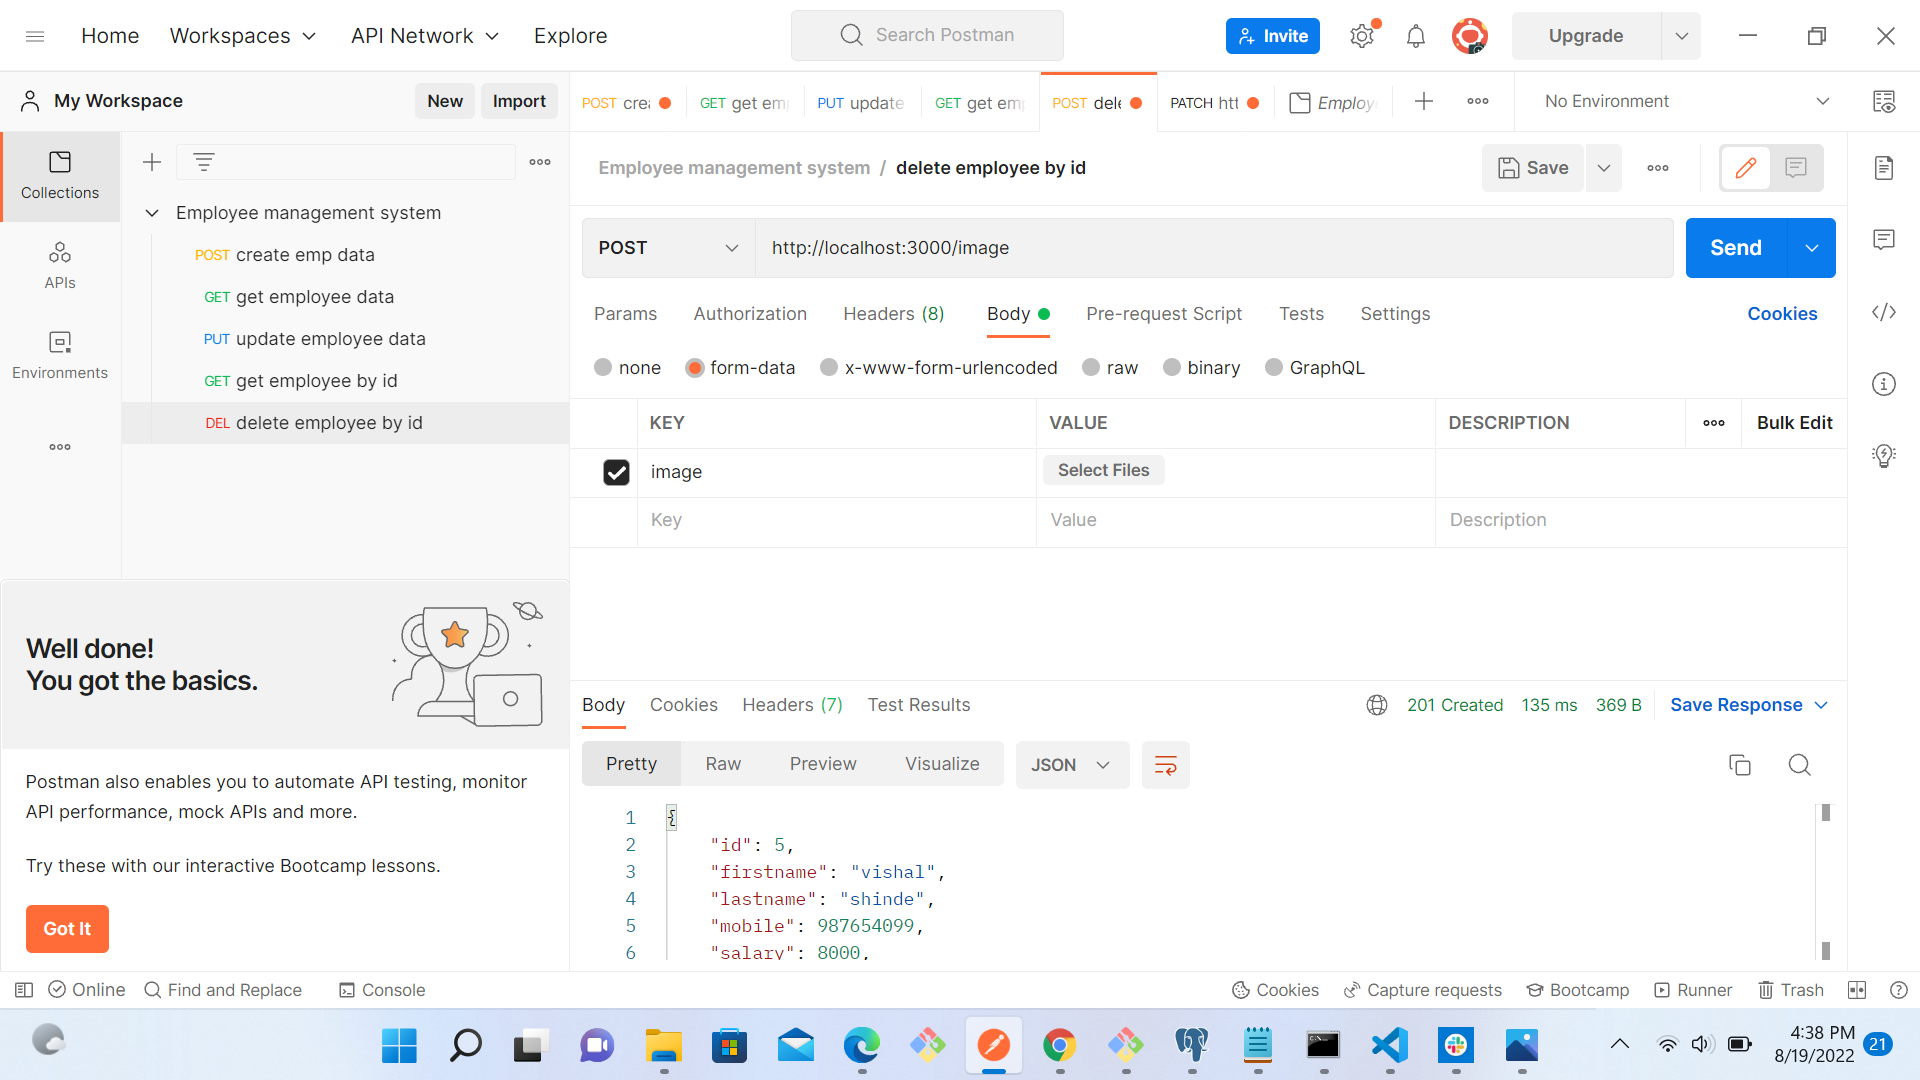 Home
Workspaces
API Network
Explore
Search Postman
Invite
Upgrade
My Workspace
New
Import
POST
GET get em
PUT update
GET get em
POST
PATCH
Employ
No Environment
Collections
APIs
Environments
Employee management system
POST create emp data
GET get employee data
PUT update employee data
GET get employee by id
DEL delete employee by id
Employee management system / delete employee by id
Save
POST
http://localhost:3000/image
Send
Params
Authorization
Headers (8)
Body
Pre-request Script
Tests
Settings
Cookies
none
form-data
x-www-form-urlencoded
raw
binary
GraphQL
KEY
VALUE
DESCRIPTION
Bulk Edit
image
Select Files
Key
Value
Description
Well done!
You got the basics.
Postman also enables you to automate API testing, monitor
API performance, mock APIs and more.
Try these with our interactive Bootcamp lessons.
Got It
Body
Cookies
Headers (7)
Test Results
201 Created
135 ms
369 B
Save Response
Pretty
Raw
Preview
Visualize
JSON
1 {
2 "id": 5,
3 "firstname": "vishal",
4 "lastname": "shinde",
5 "mobile": 987654099,
6 "salary": 8000,
Online
Find and Replace
Console
Cookies
Capture requests
Bootcamp
Runner
Trash
4:38 PM
8/19/2022
21